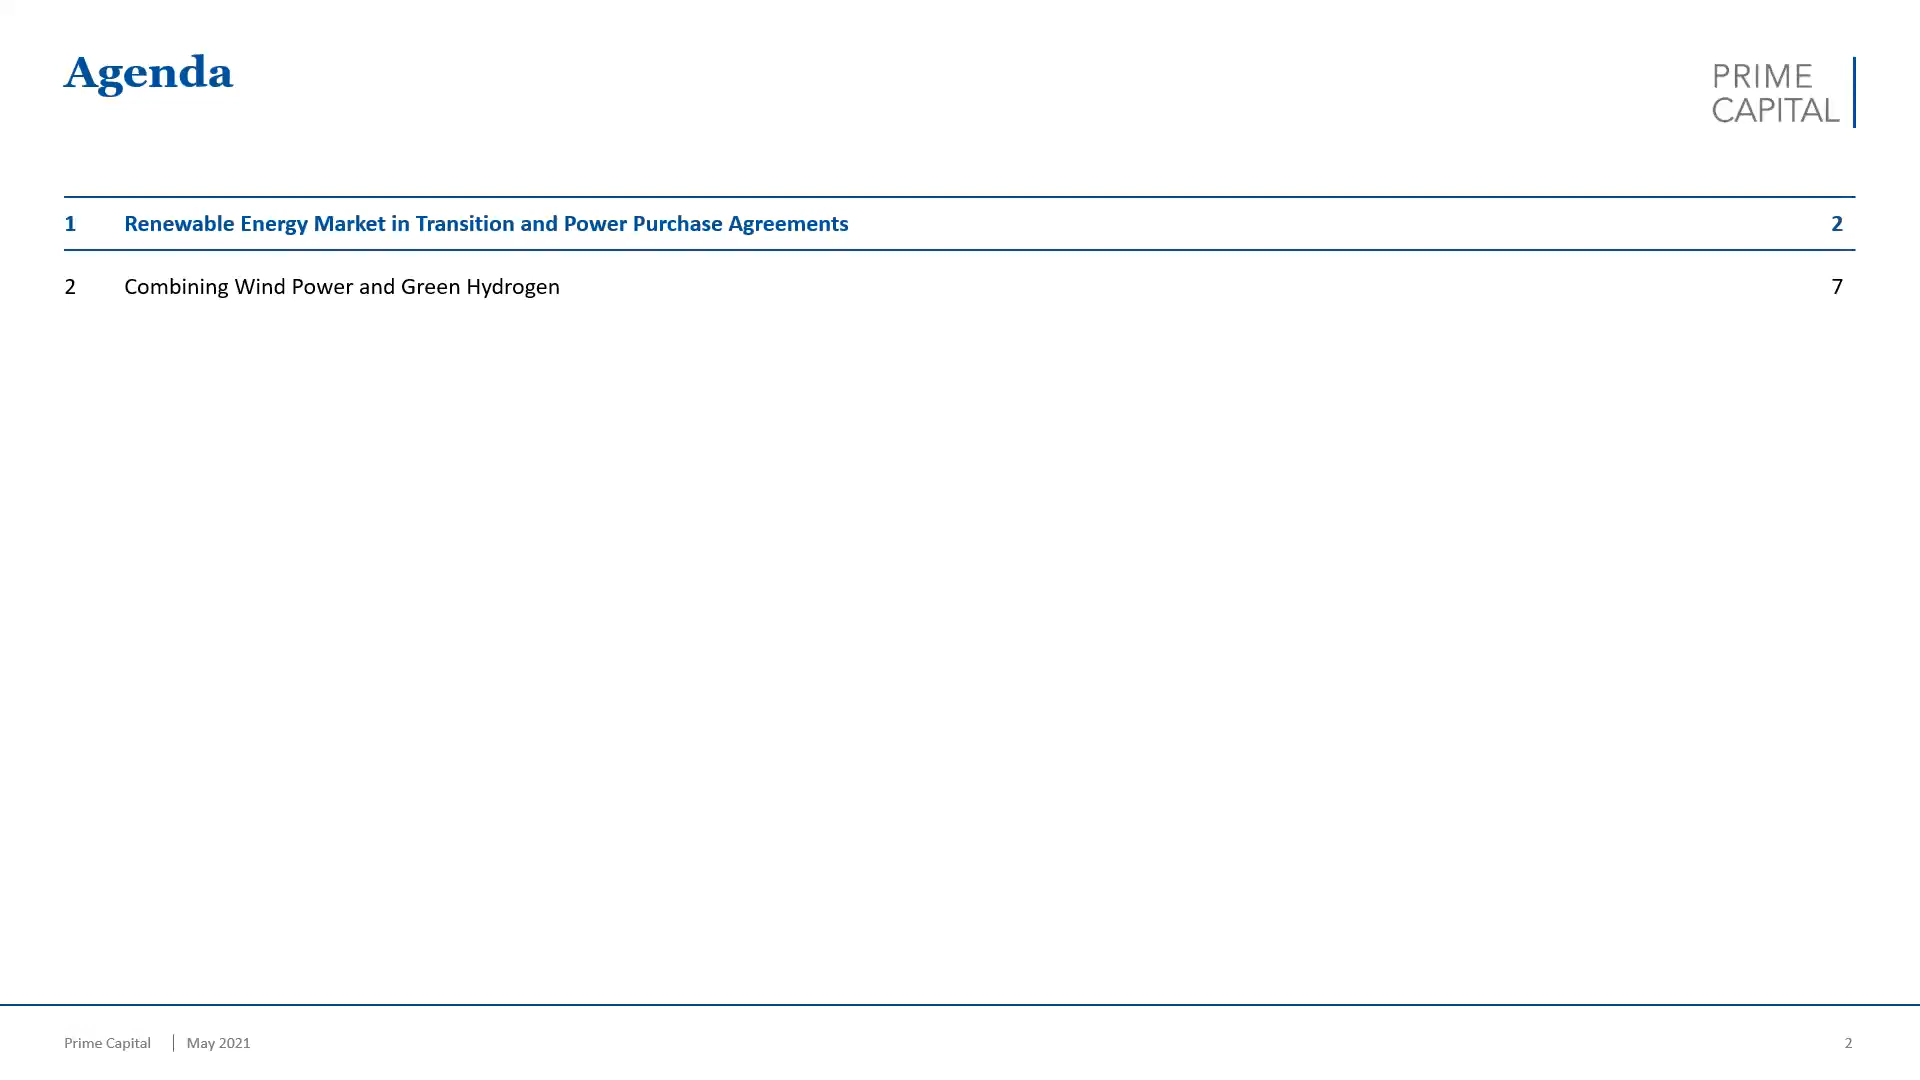 Agenda
PRIME
CAPITAL
1 Renewable Energy Market in Transition and Power Purchase Agreements 2
2 Combining Wind Power and Green Hydrogen 7
Prime Capital | May 2021 2